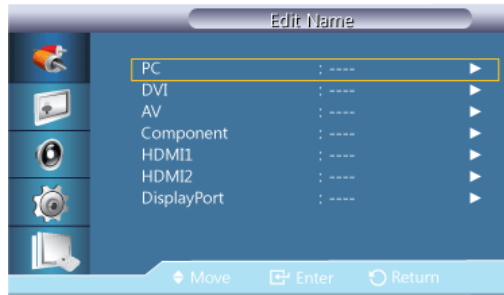 Edit Name
PC : ----
DVI : ----
AV : ----
Component : ----
HDMI1 : ----
HDMI2 : ----
DisplayPort : ----
Move Enter Return